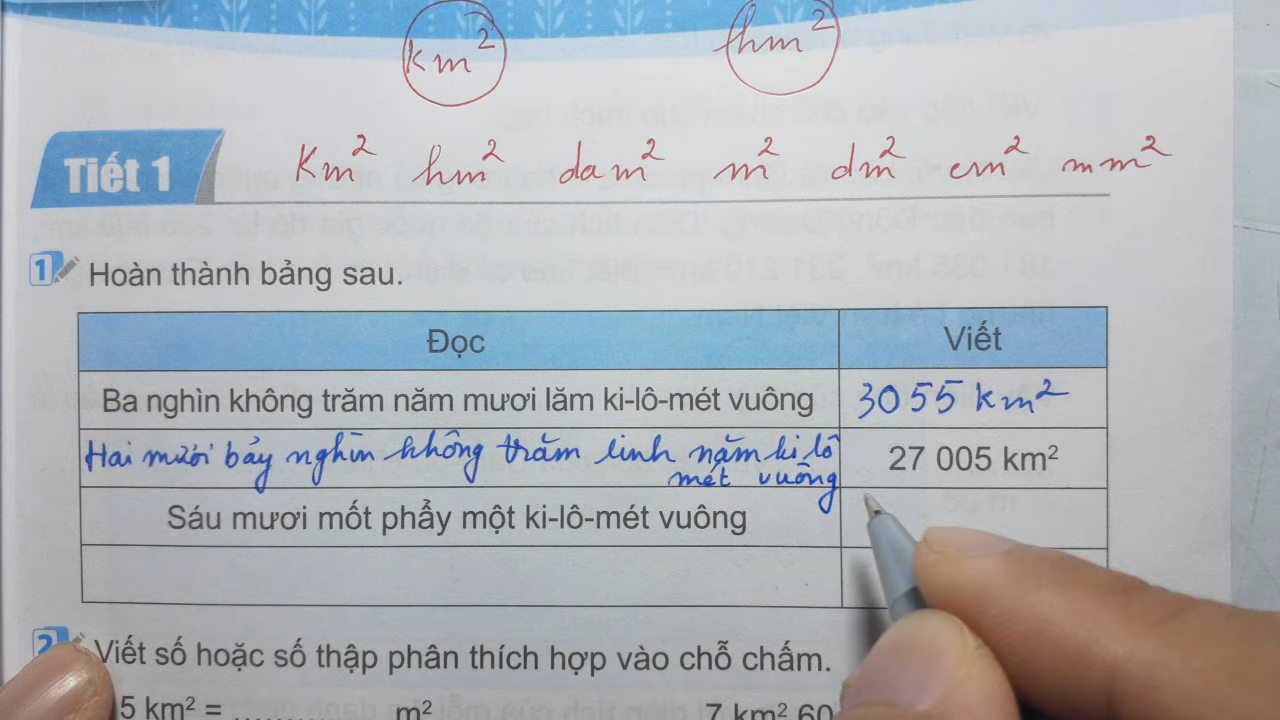 km² hm²
Tiết 1 Km² hm² dam² m² dm² cm² mm²
1 Hoàn thành bảng sau.
Đọc Viết
Ba nghìn không trăm năm mươi lăm ki-lô-mét vuông 3055 km²
Hai mươi bảy nghìn không trăm linh năm ki lô mét vuông 27 005 km²
Sáu mươi mốt phẩy một ki-lô-mét vuông
2 Viết số hoặc số thập phân thích hợp vào chỗ chấm.
5 km² = ............ m² 7 km² 60